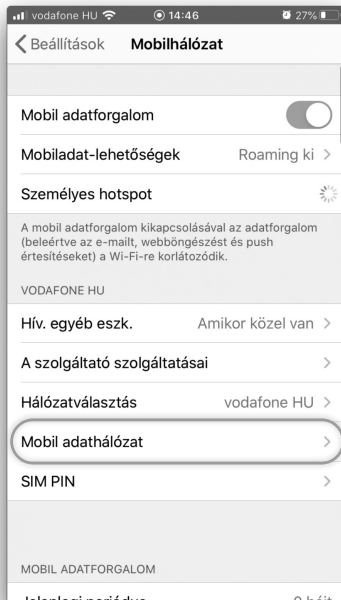 vodafone HU 14:46 27%
Beállítások Mobilhálózat
Mobil adatforgalom
Mobiladat-lehetőségek Roaming ki
Személyes hotspot
A mobil adatforgalom kikapcsolásával az adatforgalom
(beleértve az e-mailt, webböngészést és push
értesítéseket) a Wi-Fi-re korlátozódik.
VODAFONE HU
Hív. egyéb eszk. Amikor közel van
A szolgáltató szolgáltatásai
Hálózatválasztás vodafone HU
Mobil adathálózat
SIM PIN
MOBIL ADATFORGALOM